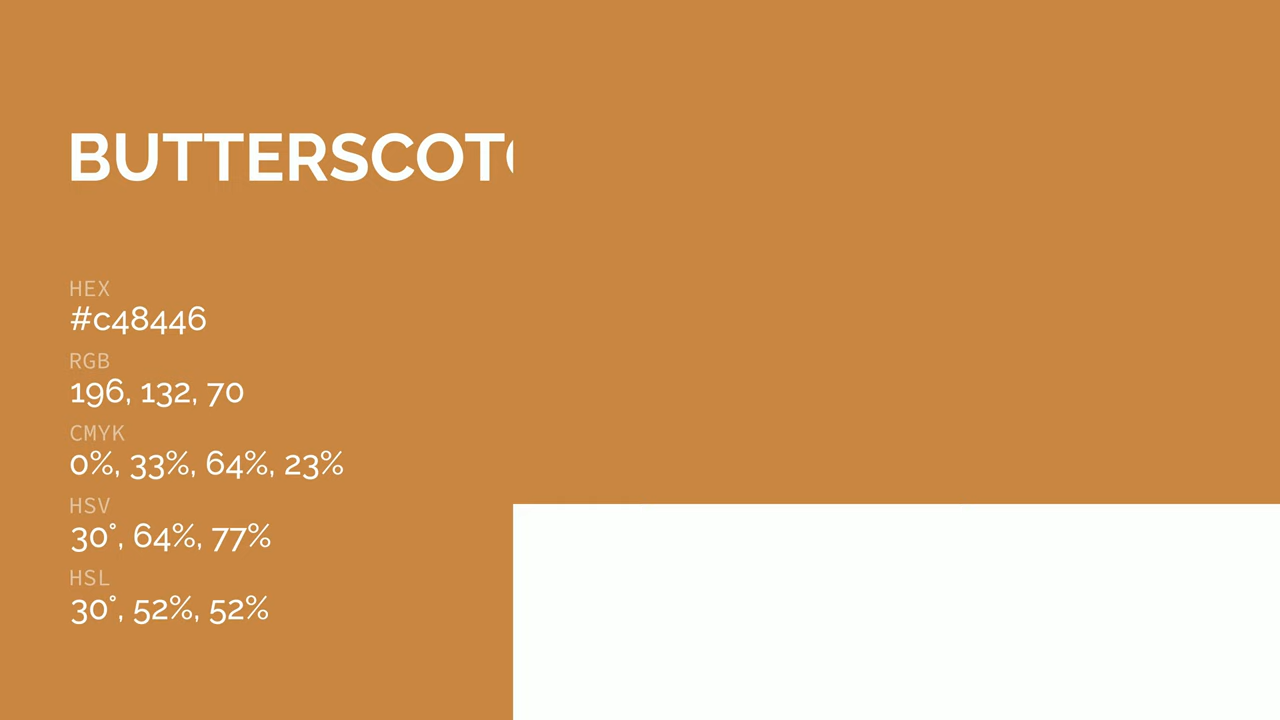 BUTTERSCOT
HEX
#c48446
RGB
196, 132, 70
CMYK
0%, 33%, 64%, 23%
HSV
30°, 64%, 77%
HSL
30°, 52%, 52%